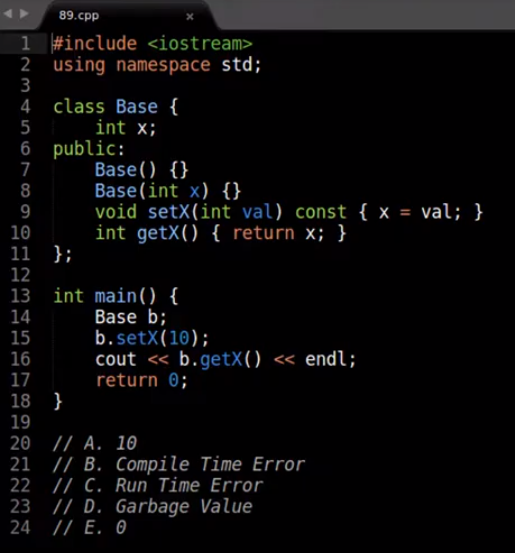 89.cpp ×
1 #include <iostream>
2 using namespace std;
3
4 class Base {
5     int x;
6 public:
7     Base() {}
8     Base(int x) {}
9     void setX(int val) const { x = val; }
10     int getX() { return x; }
11 };
12
13 int main() {
14     Base b;
15     b.setX(10);
16     cout << b.getX() << endl;
17     return 0;
18 }
19
20 // A. 10
21 // B. Compile Time Error
22 // C. Run Time Error
23 // D. Garbage Value
24 // E. 0